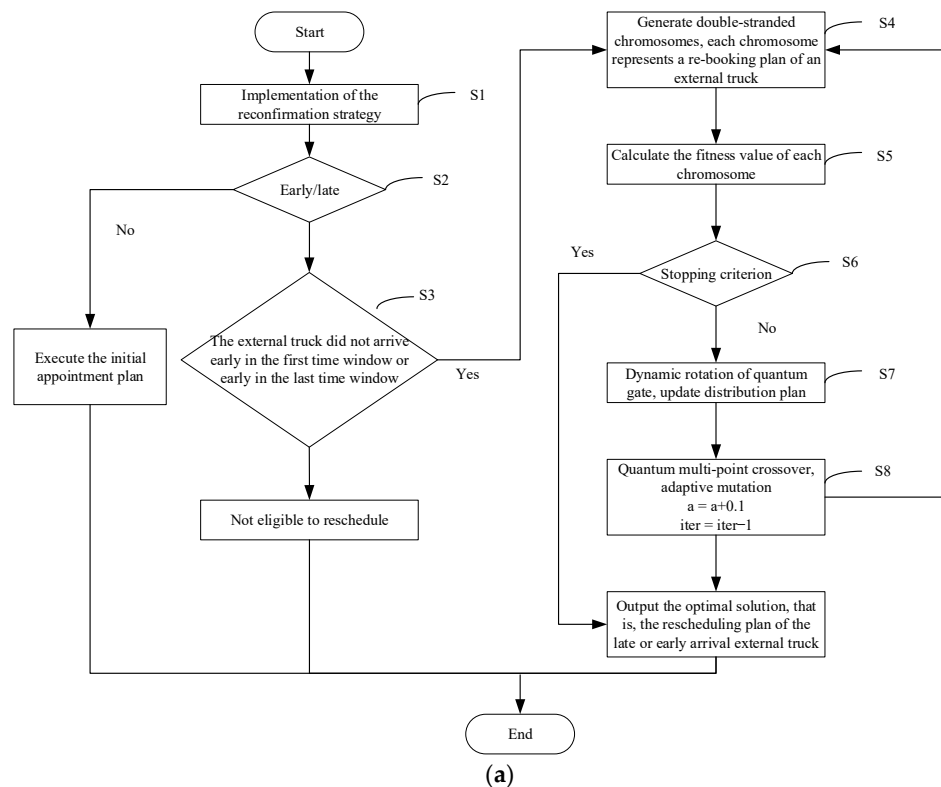 Start
Implementation of the
reconfirmation strategy
S1
Early/late
S2
No
S3
The external truck did not arrive
early in the first time window or
early in the last time window
Yes
Execute the initial
appointment plan
Not eligible to reschedule
Generate double-stranded
chromosomes, each chromosome
represents a re-booking plan of an
external truck
S4
Calculate the fitness value of each
chromosome
S5
Yes
Stopping criterion
S6
No
Dynamic rotation of quantum
gate, update distribution plan
S7
Quantum multi-point crossover,
adaptive mutation
a = a+0.1
iter = iter−1
S8
Output the optimal solution, that
is, the rescheduling plan of the
late or early arrival external truck
End
(a)